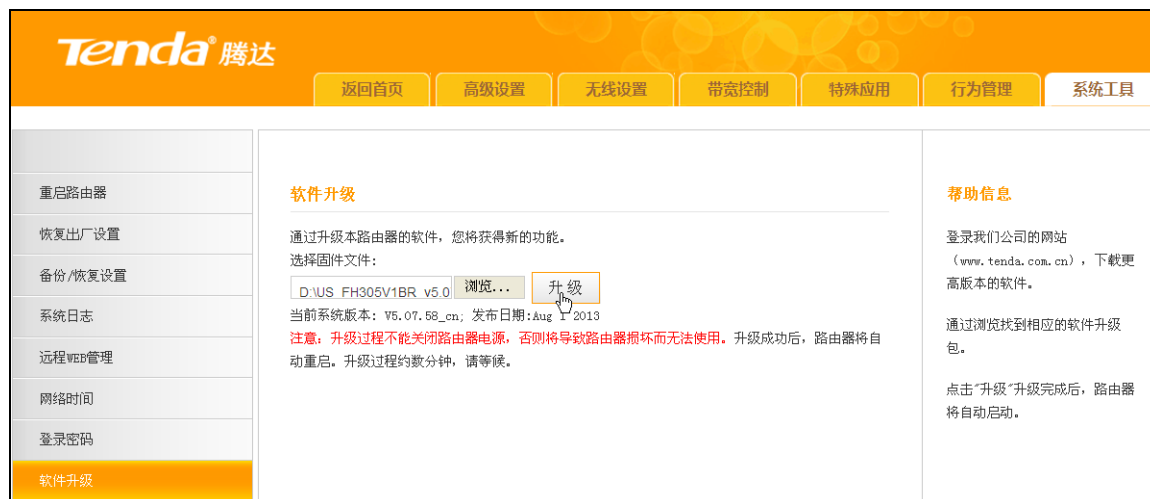 Tenda® 腾达
返回首页 高级设置 无线设置 带宽控制 特殊应用 行为管理 系统工具
重启路由器
恢复出厂设置
备份/恢复设置
系统日志
远程WEB管理
网络时间
登录密码
软件升级
软件升级
通过升级本路由器的软件，您将获得新的功能。
选择固件文件:
D:\US_FH305V1BR_v5.0 浏览... 升级
当前系统版本: V5.07.58_cn; 发布日期:Aug 1 2013
注意: 升级过程不能关闭路由器电源，否则将导致路由器损坏而无法使用。升级成功后，路由器将自
动重启。升级过程约数分钟，请等候。
帮助信息
登录我们公司的网站
（www.tenda.com.cn），下载更
高版本的软件。
通过浏览找到相应的软件升级
包。
点击"升级"升级完成后，路由器
将自动启动。